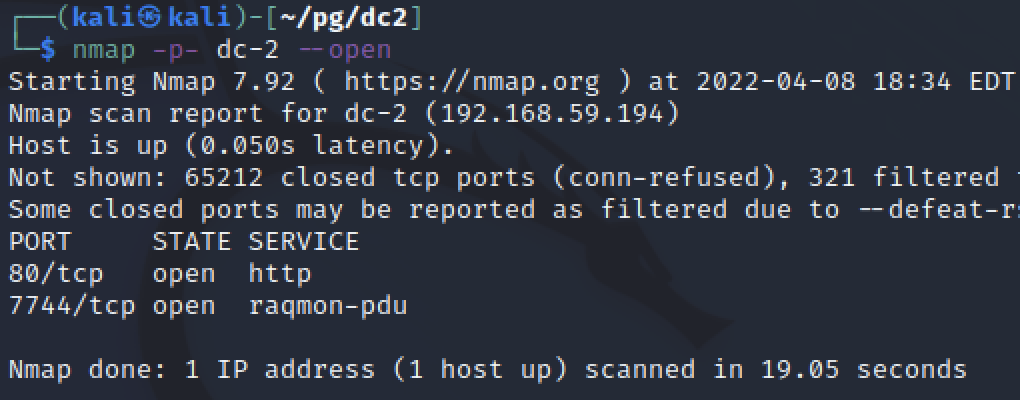 ┌──(kali㉿kali)-[~/pg/dc2]
└─$ nmap -p- dc-2 --open
Starting Nmap 7.92 ( https://nmap.org ) at 2022-04-08 18:34 EDT
Nmap scan report for dc-2 (192.168.59.194)
Host is up (0.050s latency).
Not shown: 65212 closed tcp ports (conn-refused), 321 filtered
Some closed ports may be reported as filtered due to --defeat-rs
PORT     STATE SERVICE
80/tcp   open  http
7744/tcp open  raqmon-pdu
Nmap done: 1 IP address (1 host up) scanned in 19.05 seconds